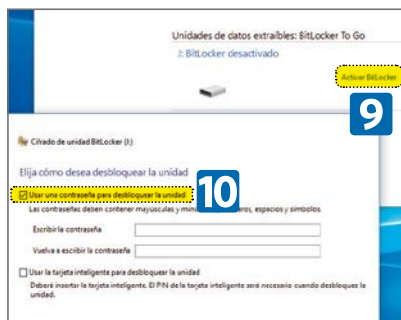 Unidades de datos extraíbles: BitLocker To Go
I: BitLocker desactivado
Activar BitLocker
9
Cifrado de unidad BitLocker (I:)
Elija cómo desea desbloquear la unidad
Usar una contraseña para desbloquear la unidad
10
Las contraseñas deben contener mayúsculas y espacios y símbolos.
Escribir la contraseña
Vuelva a escribir la contraseña
Usar la tarjeta inteligente para desbloquear la unidad
Deberá insertar la tarjeta inteligente. El PIN de la tarjeta inteligente será necesario cuando desbloquee la
unidad.